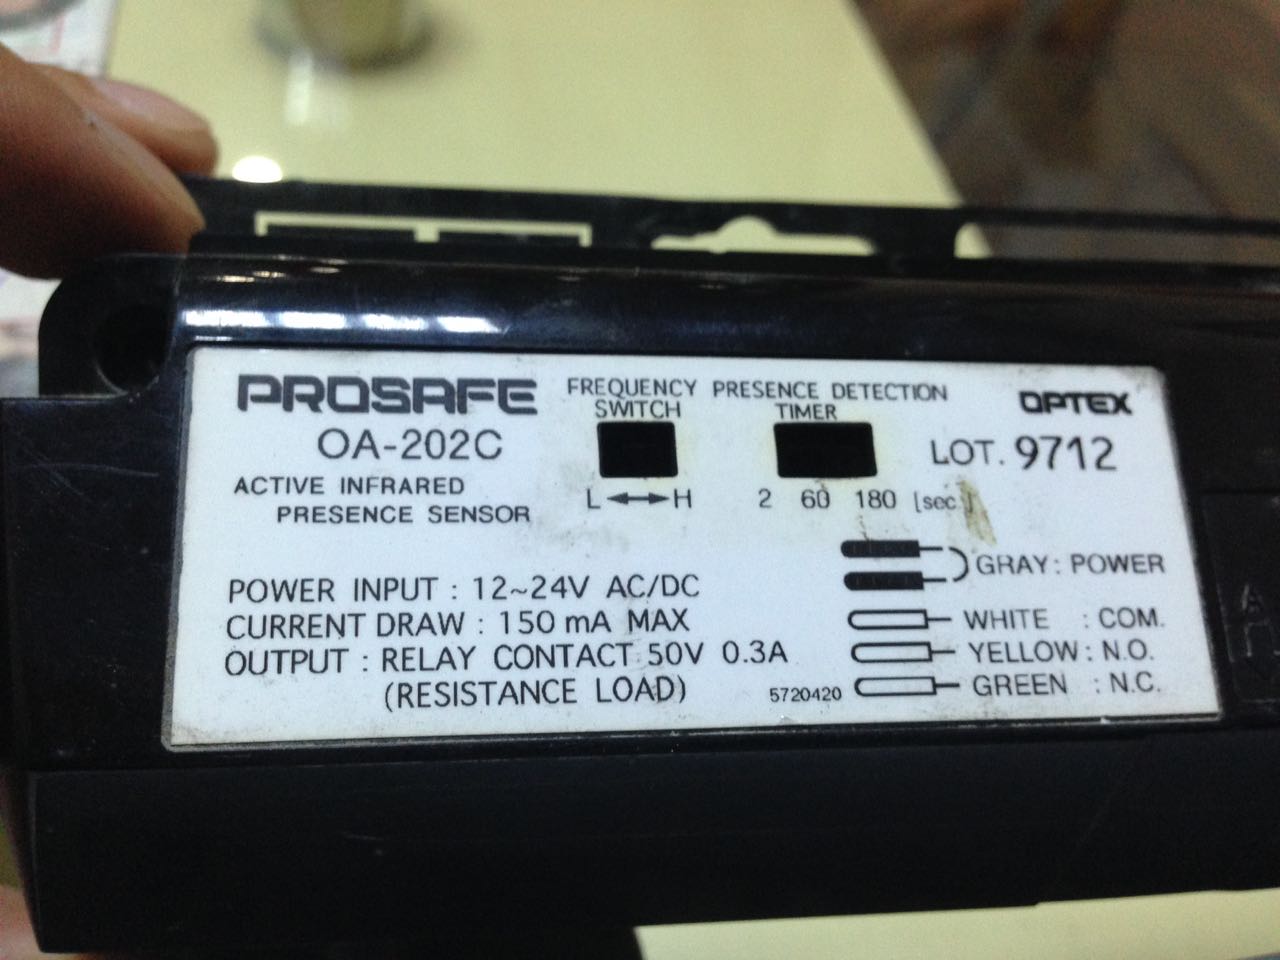 PROSAFE
OA-202C
ACTIVE INFRARED
PRESENCE SENSOR
FREQUENCY
SWITCH
L H
PRESENCE DETECTION
TIMER
2 60 180 [sec.]
OPTEX
LOT. 9712
POWER INPUT : 12~24V AC/DC
CURRENT DRAW : 150 mA MAX
OUTPUT : RELAY CONTACT 50V 0.3A
(RESISTANCE LOAD)
5720420
GRAY : POWER
WHITE : COM.
YELLOW : N.O.
GREEN : N.C.